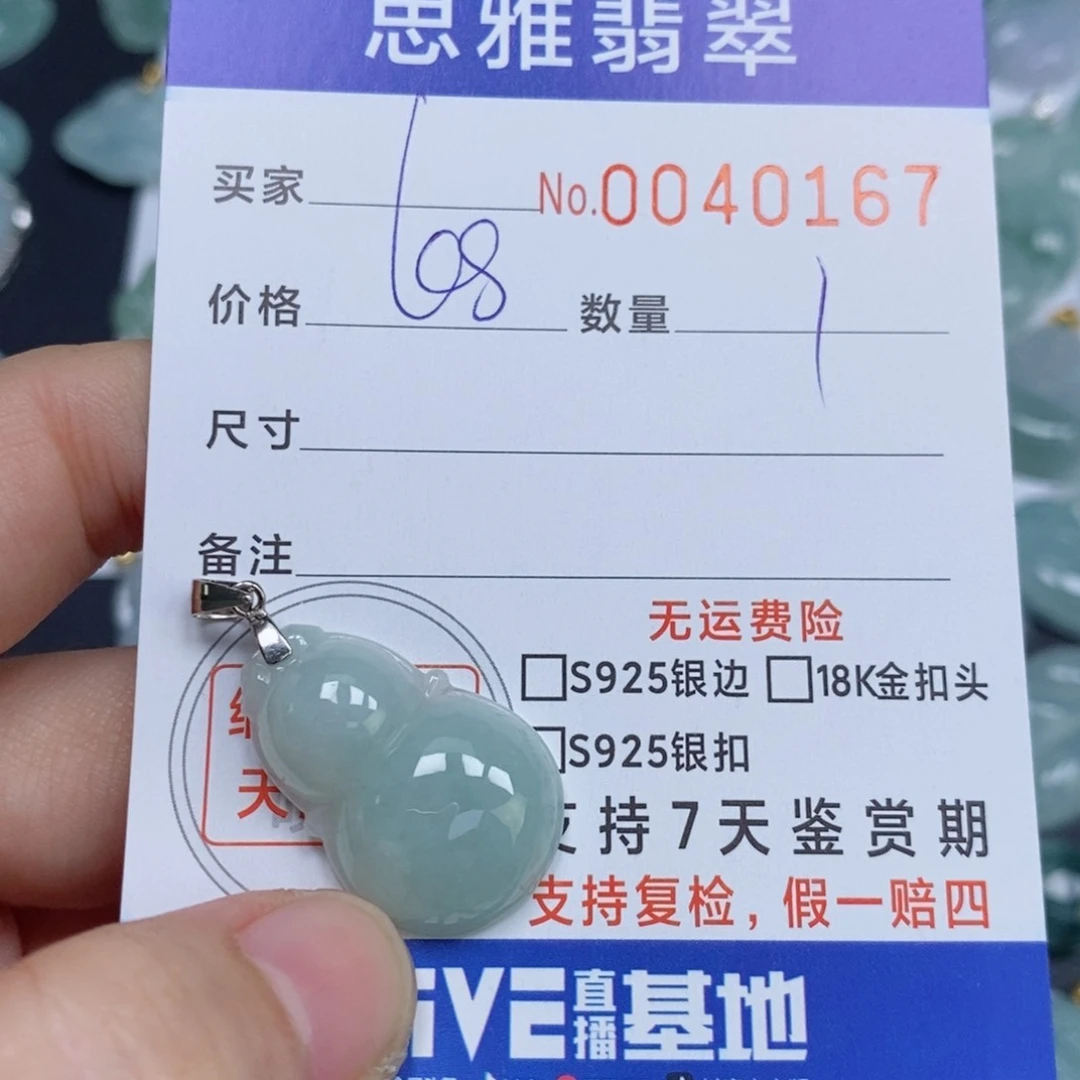 思雅翡翠
买家 No.0040167
价格 608 数量 1
尺寸
备注
无运费险
S925银边 18K金扣头
S925银扣
天
支持7天鉴赏期
支持复检，假一赔四
直播基地